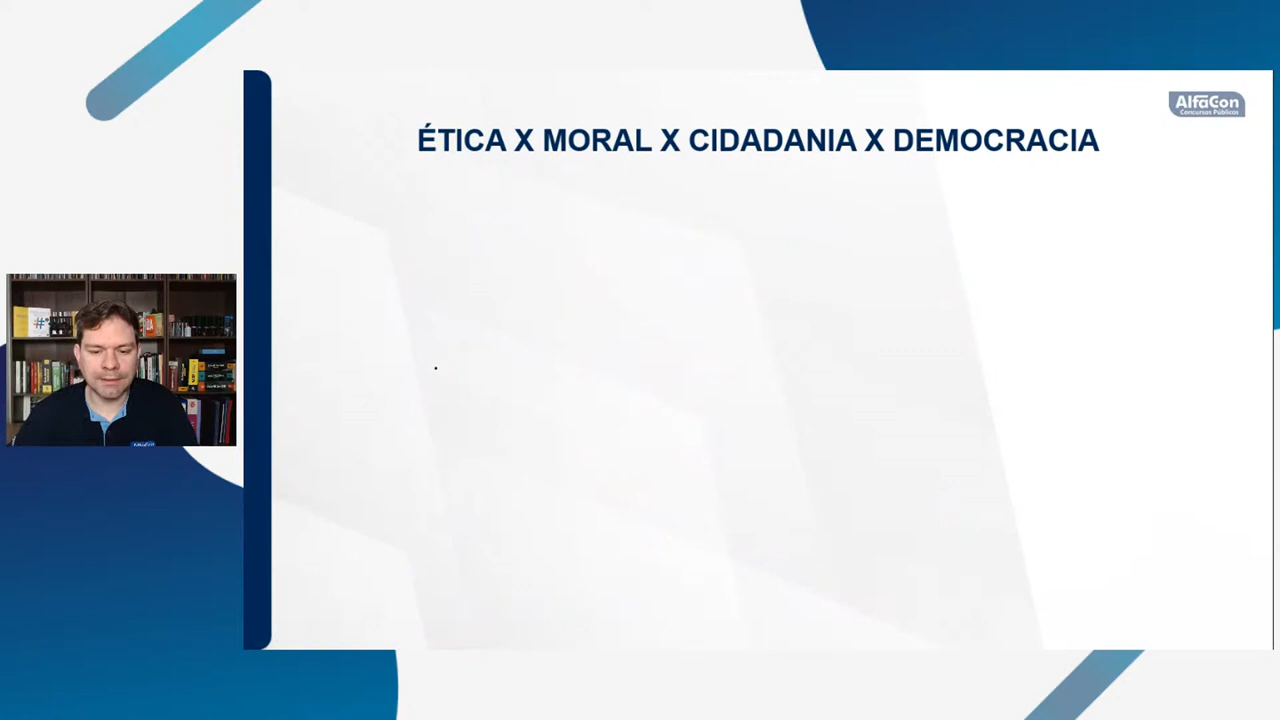 AlfaCon
Concursos Públicos
ÉTICA X MORAL X CIDADANIA X DEMOCRACIA
#